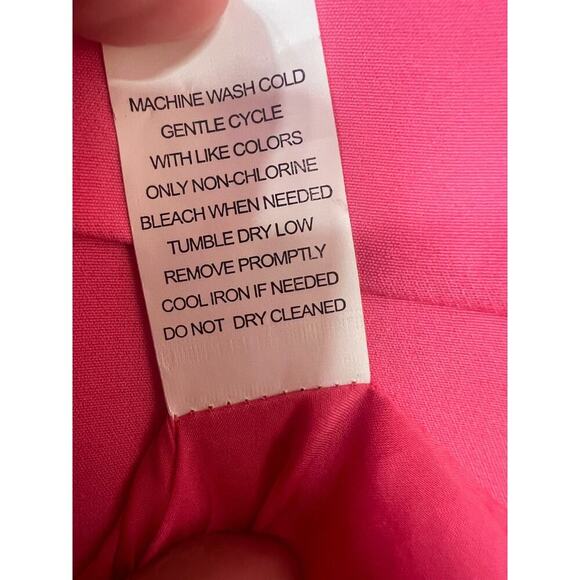 MACHINE WASH COLD
GENTLE CYCLE
WITH LIKE COLORS
ONLY NON-CHLORINE
BLEACH WHEN NEEDED
TUMBLE DRY LOW
REMOVE PROMPTLY
COOL IRON IF NEEDED
DO NOT DRY CLEANED